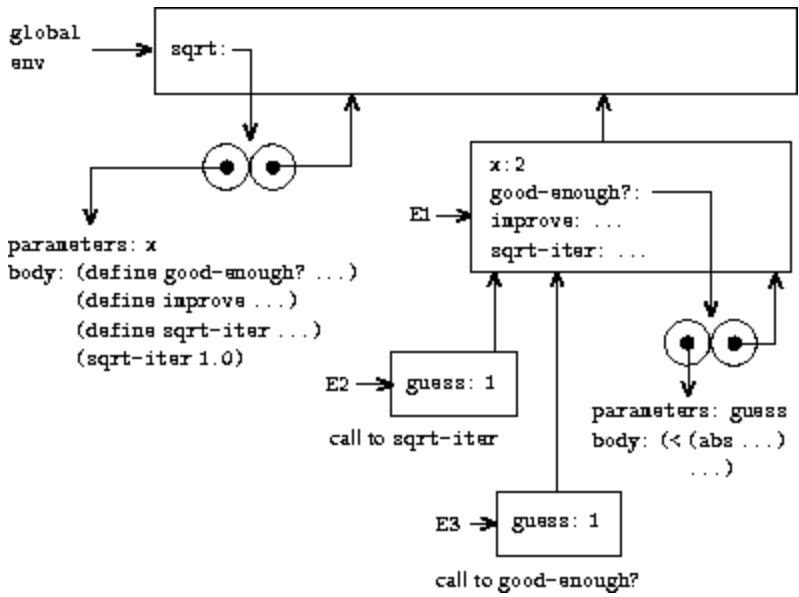 global
env
sqrt:
x:2
good-enough?:
improve: ...
sqrt-iter: ...
E1
parameters: x
body: (define good-enough? ...)
(define improve ...)
(define sqrt-iter ...)
(sqrt-iter 1.0)
E2
guess: 1
call to sqrt-iter
parameters: guess
body: (< (abs ...)
...)
E3
guess: 1
call to good-enough?